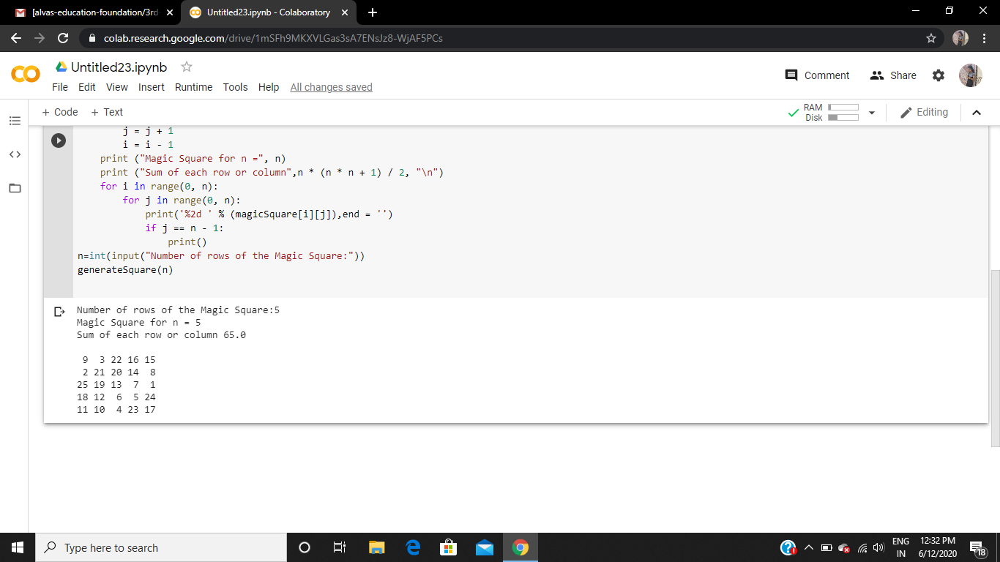 [alvas-education-foundation/3rd
Untitled23.ipynb - Colaboratory
colab.research.google.com/drive/1mSFh9MKXVLGas3sA7ENsJz8-WjAF5PCs
Untitled23.ipynb
Comment
Share
File Edit View Insert Runtime Tools Help All changes saved
+ Code + Text
RAM
Disk
Editing
j = j + 1
i = i - 1
print ("Magic Square for n =", n)
print ("Sum of each row or column",n * (n * n + 1) / 2, "\n")
for i in range(0, n):
for j in range(0, n):
print('%2d ' % (magicSquare[i][j]),end = '')
if j == n - 1:
print()
n=int(input("Number of rows of the Magic Square:"))
generateSquare(n)
Number of rows of the Magic Square:5
Magic Square for n = 5
Sum of each row or column 65.0
9 3 22 16 15
2 21 20 14 8
25 19 13 7 1
18 12 6 5 24
11 10 4 23 17
Type here to search
ENG
IN
12:32 PM
6/12/2020
18